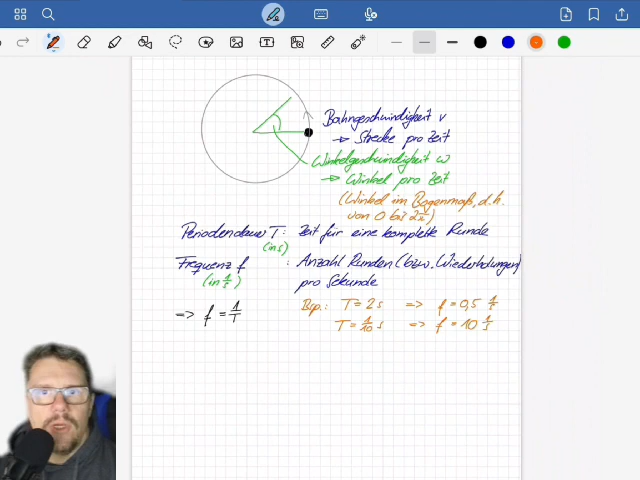 Bahngeschwindigkeit v
→ Strecke pro Zeit
Winkelgeschwindigkeit ω
→ Winkel pro Zeit
(Winkel im Bogenmaß, d.h.
von 0 bis 2π)
Periodendauer T: Zeit für eine komplette Runde
(in s)
Frequenz f : Anzahl Runden (bzw. Wiederholungen)
(in 1/s) pro Sekunde
=> f = 1/T
Bsp.: T = 2 s => f = 0,5 1/s
T = 1/10 s => f = 10 1/s